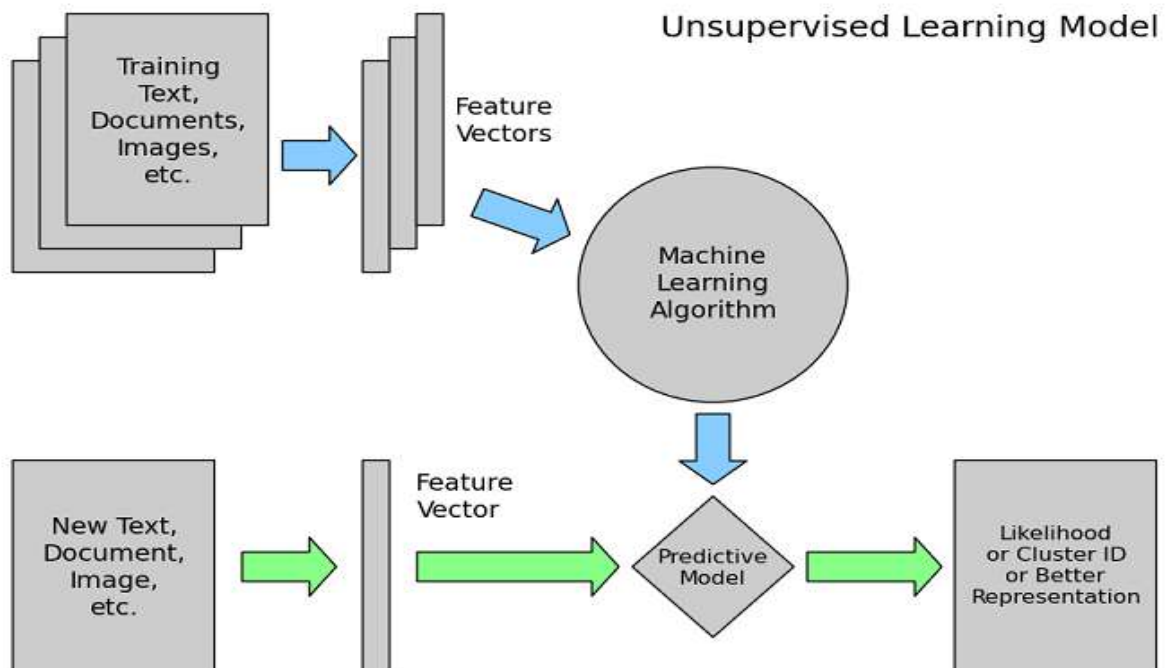 Unsupervised Learning Model
Training
Text,
Documents,
Images,
etc.
Feature
Vectors
Machine
Learning
Algorithm
New Text,
Document,
Image,
etc.
Feature
Vector
Predictive
Model
Likelihood
or Cluster ID
or Better
Representation